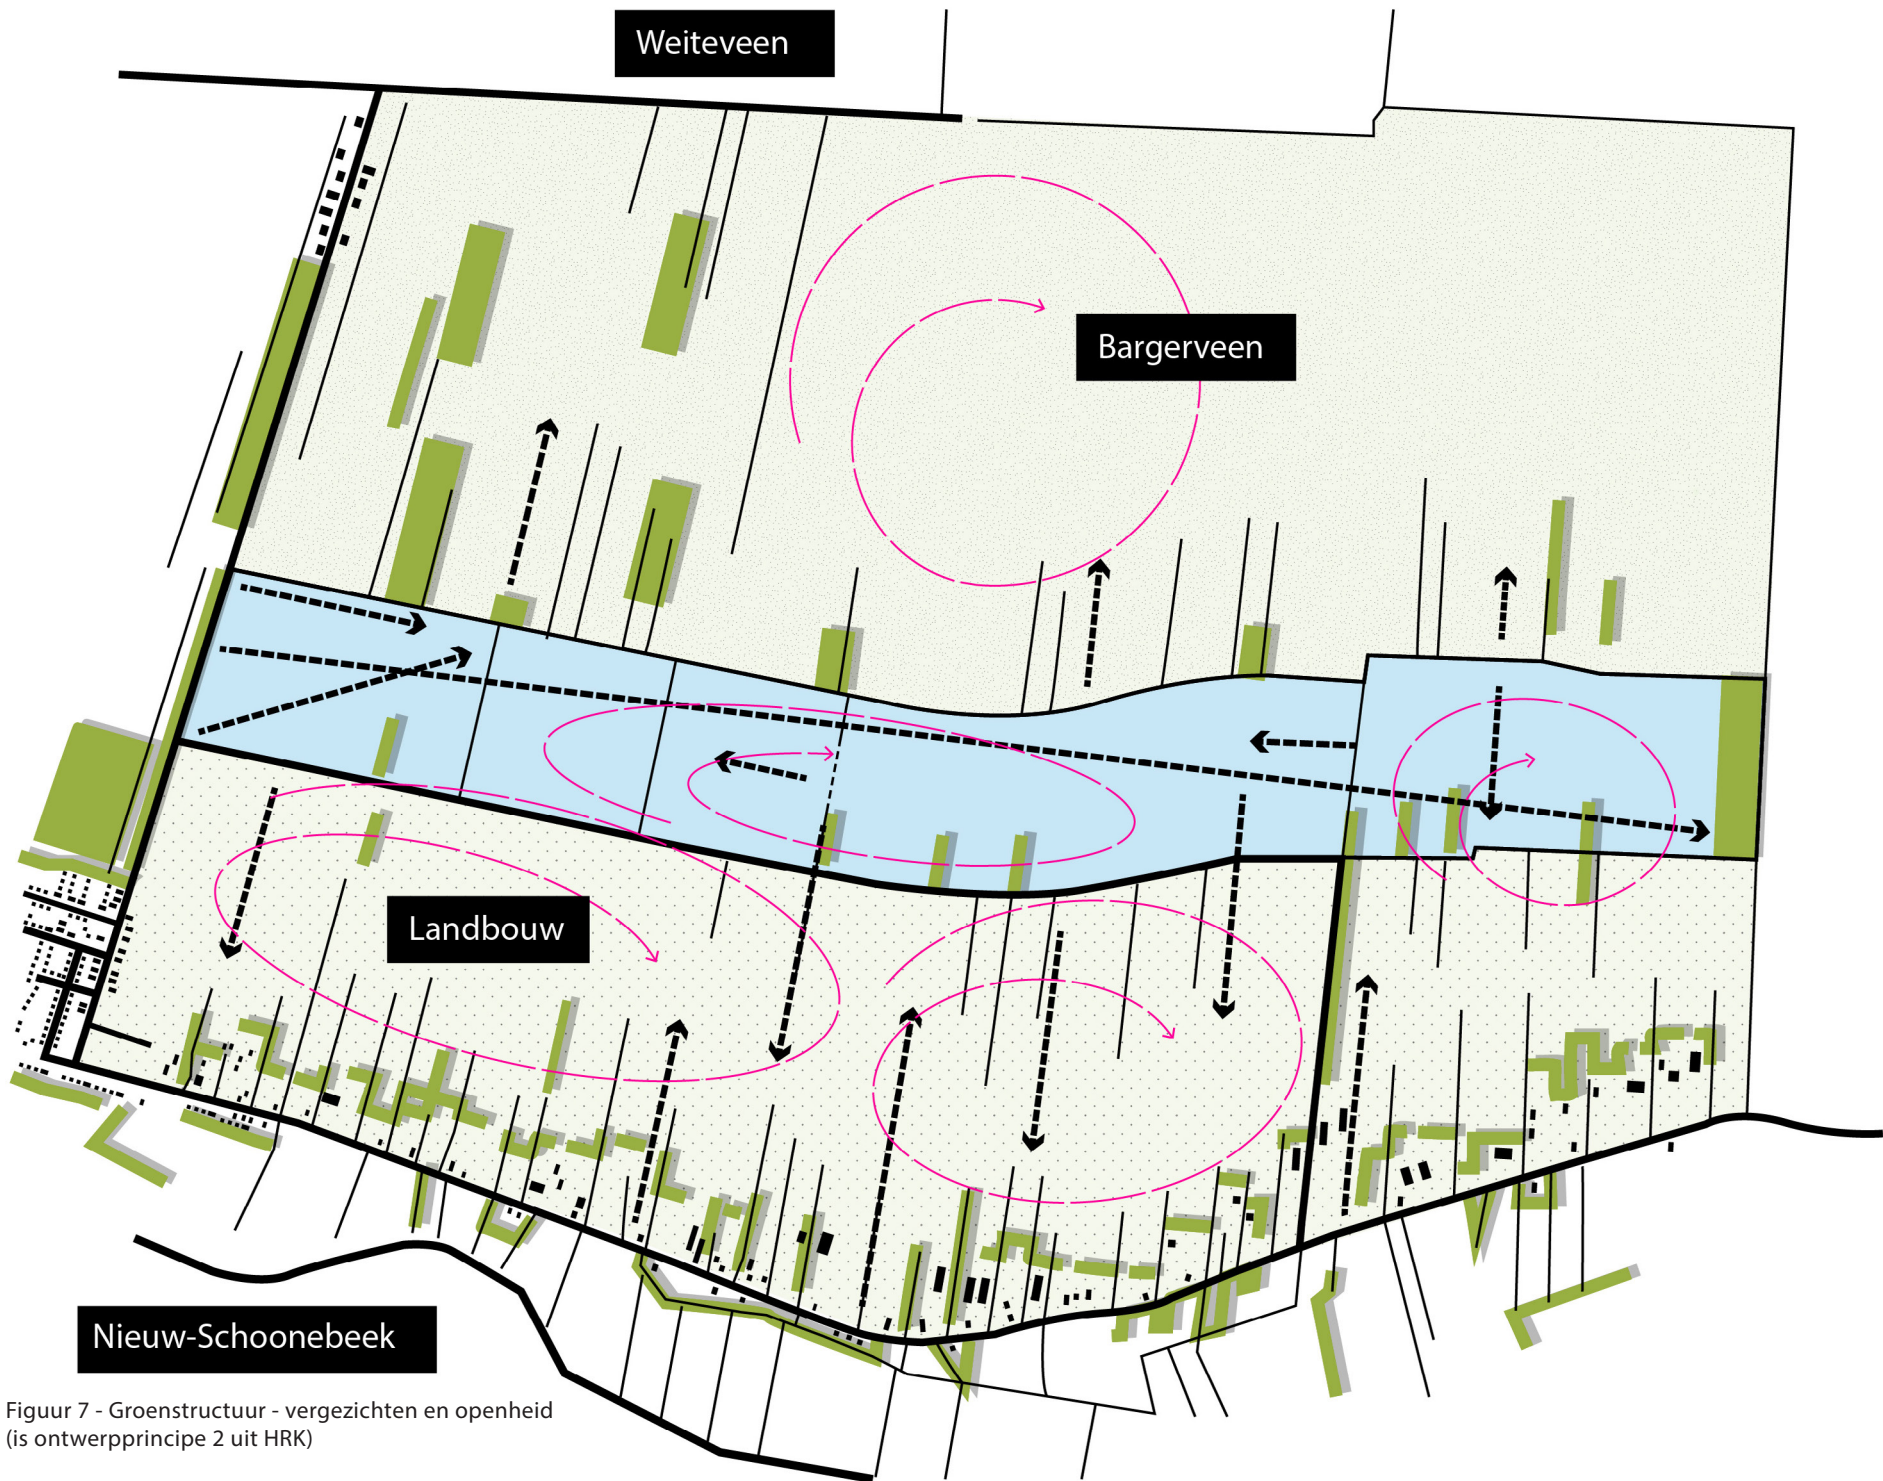 Weiteveen
Bargerveen
Landbouw
Nieuw-Schoonebeek
Figuur 7 - Groenstructuur - vergezichten en openheid
(is ontwerpprincipe 2 uit HRK)